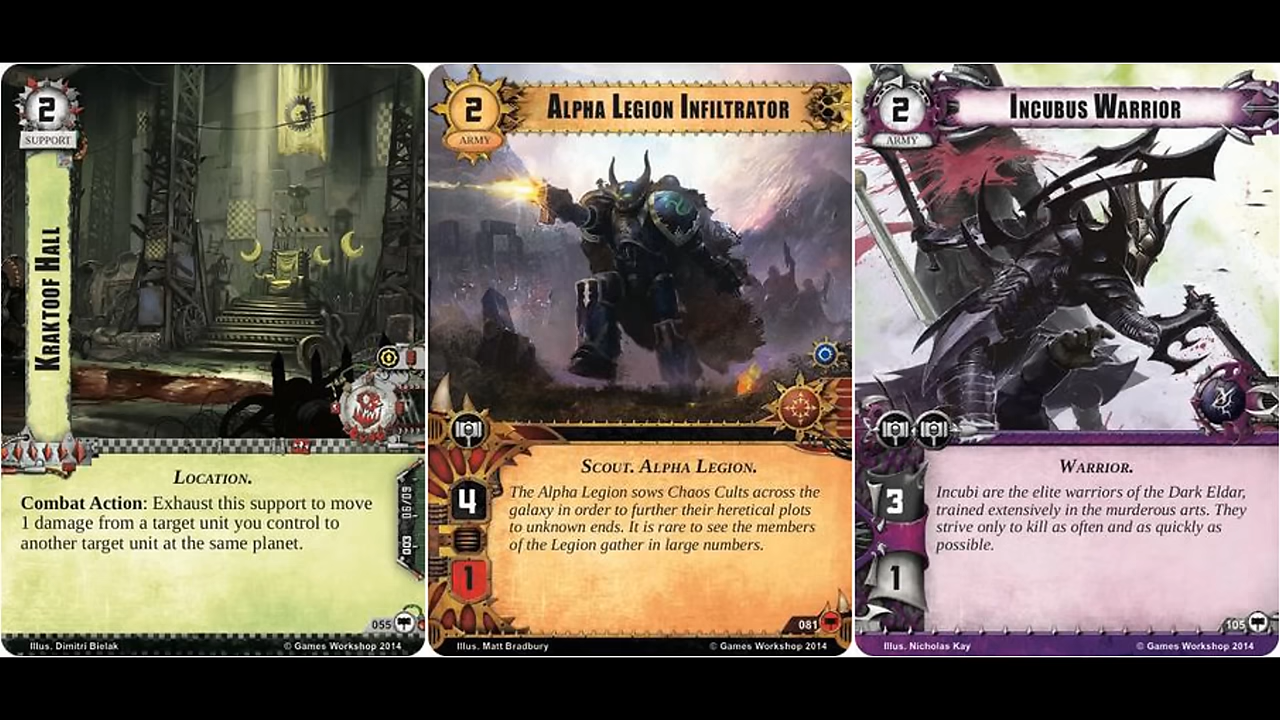 2
SUPPORT
KRAKTOOF HALL
LOCATION.
Combat Action: Exhaust this support to move
1 damage from a target unit you control to
another target unit at the same planet.
055
Illus. Dimitri Bielak
© Games Workshop 2014
2
ARMY
ALPHA LEGION INFILTRATOR
4
1
SCOUT. ALPHA LEGION.
The Alpha Legion sows Chaos Cults across the
galaxy in order to further their heretical plots
to unknown ends. It is rare to see the members
of the Legion gather in large numbers.
081
Illus. Matt Bradbury
© Games Workshop 2014
2
ARMY
INCUBUS WARRIOR
3
1
WARRIOR.
Incubi are the elite warriors of the Dark Eldar,
trained extensively in the murderous arts. They
strive only to kill as often and as quickly as
possible.
105
Illus. Nicholas Kay
© Games Workshop 2014